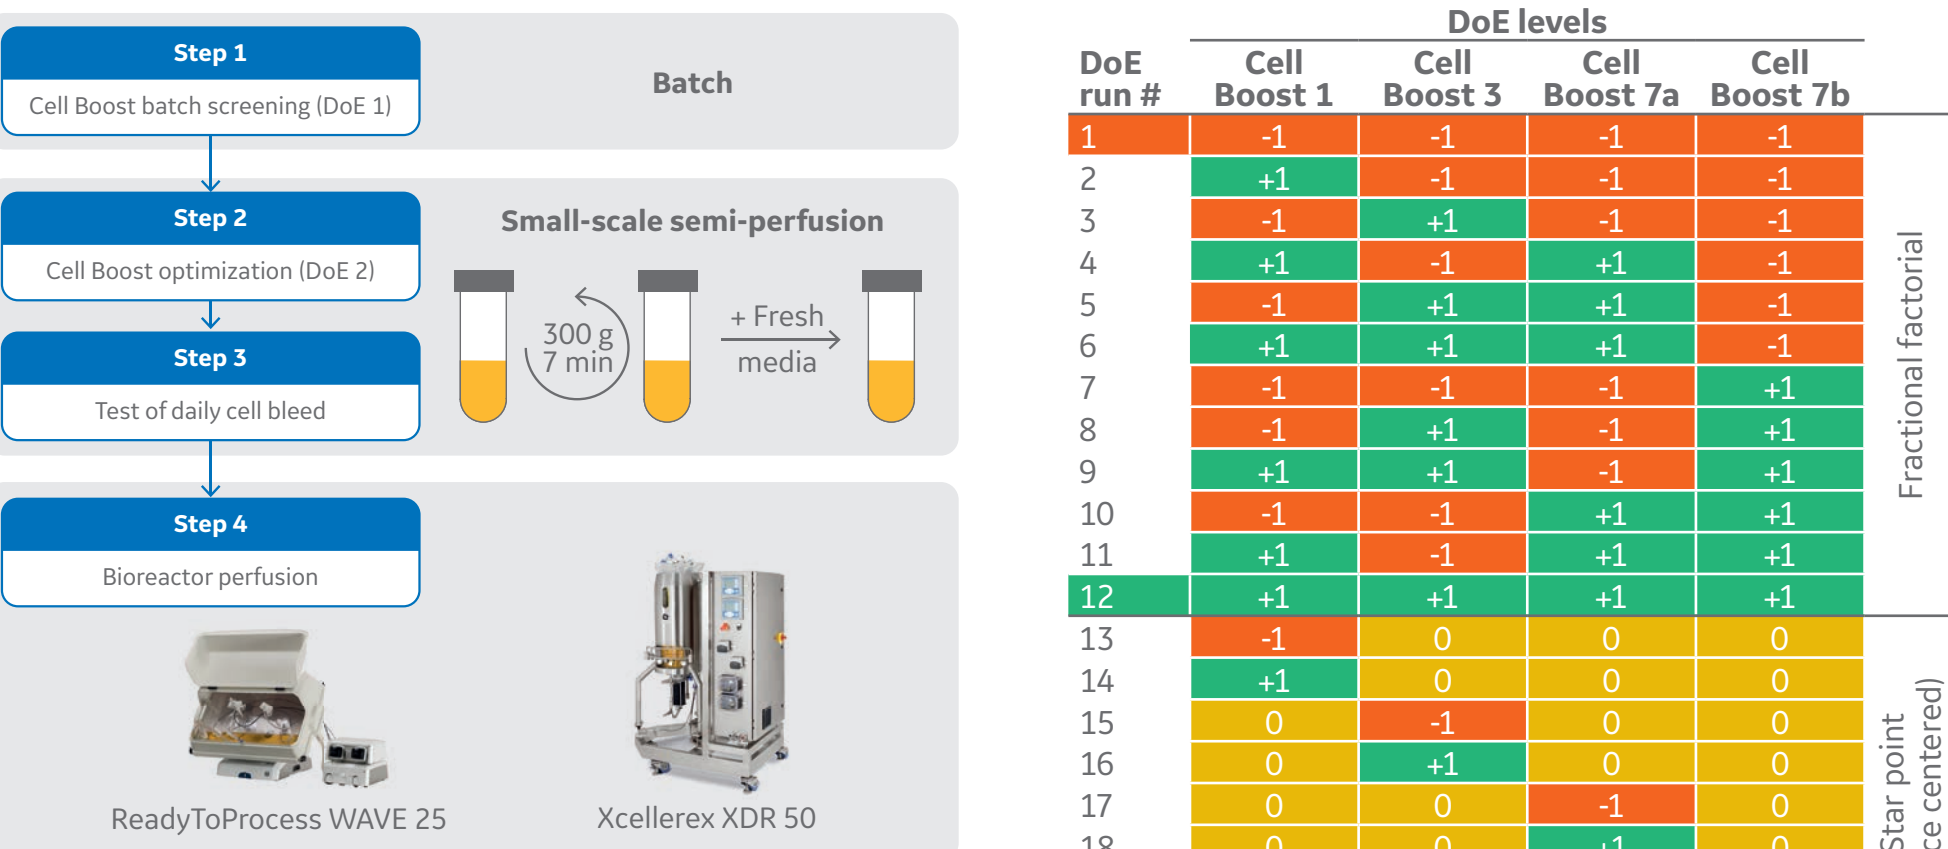 Step 1
Cell Boost batch screening (DoE 1)
Batch
Step 2
Cell Boost optimization (DoE 2)
Small-scale semi-perfusion
300 g
7 min
+ Fresh
media
Step 3
Test of daily cell bleed
Step 4
Bioreactor perfusion
ReadyToProcess WAVE 25
Xcellerex XDR 50
DoE levels
DoE run # Cell Boost 1 Cell Boost 3 Cell Boost 7a Cell Boost 7b
1 -1 -1 -1 -1
2 +1 -1 -1 -1
3 -1 +1 -1 -1
4 +1 -1 +1 -1
5 -1 +1 +1 -1
6 +1 +1 +1 -1
7 -1 -1 -1 +1
8 -1 +1 -1 +1
9 +1 +1 -1 +1
10 -1 -1 +1 +1
11 +1 -1 +1 +1
12 +1 +1 +1 +1
Fractional factorial
13 -1 0 0 0
14 +1 0 0 0
15 0 -1 0 0
16 0 +1 0 0
17 0 0 -1 0
18 0 0 +1 0
Star point
ce centered)